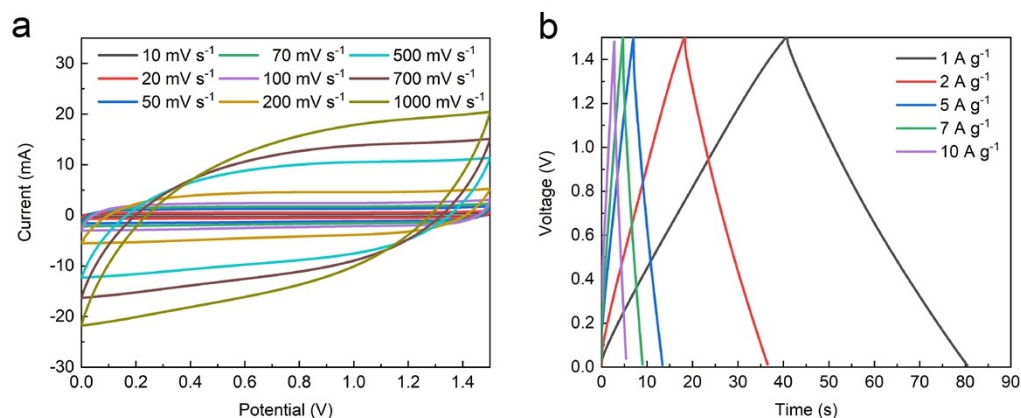 a
10 mV s⁻¹ 70 mV s⁻¹ 500 mV s⁻¹
20 mV s⁻¹ 100 mV s⁻¹ 700 mV s⁻¹
50 mV s⁻¹ 200 mV s⁻¹ 1000 mV s⁻¹
Current (mA)
30
20
10
0
-10
-20
-30
0.0 0.2 0.4 0.6 0.8 1.0 1.2 1.4
Potential (V)
b
1 A g⁻¹
2 A g⁻¹
5 A g⁻¹
7 A g⁻¹
10 A g⁻¹
Voltage (V)
1.4
1.2
1.0
0.8
0.6
0.4
0.2
0.0
0 10 20 30 40 50 60 70 80 90
Time (s)